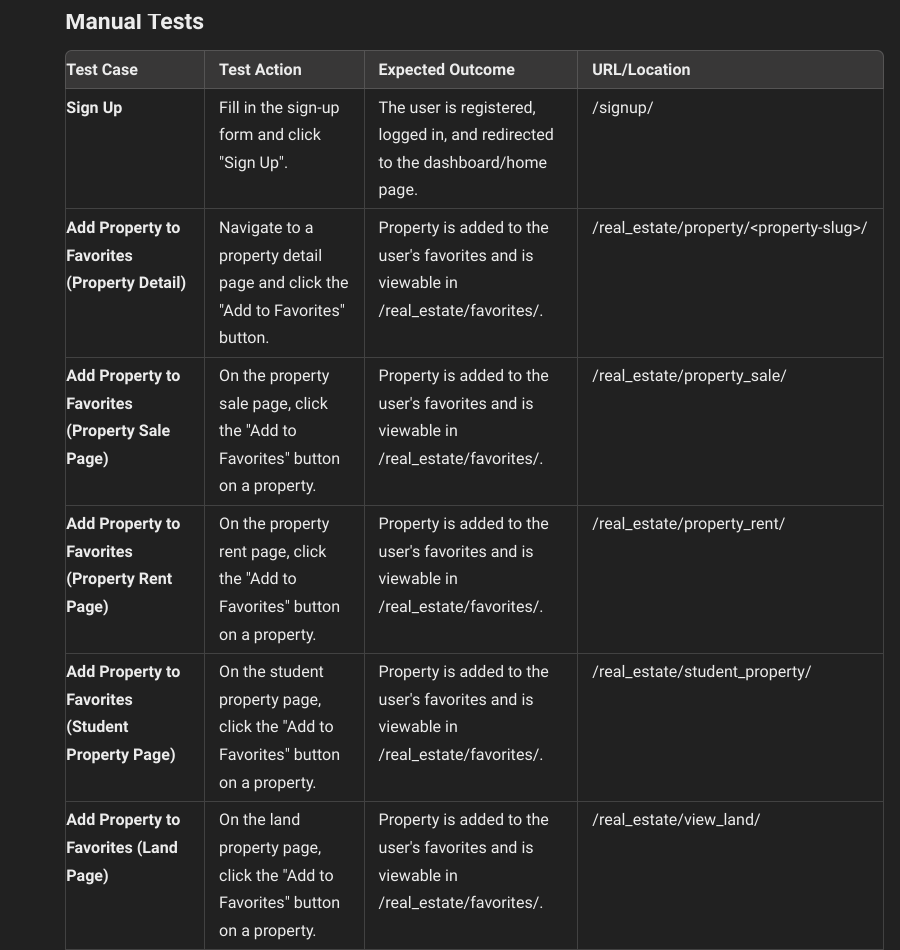 Manual Tests
Test Case Test Action Expected Outcome URL/Location
Sign Up
Fill in the sign-up
form and click
"Sign Up".
The user is registered,
logged in, and redirected
to the dashboard/home
page.
/signup/
Add Property to
Favorites
(Property Detail)
Navigate to a
property detail
page and click the
"Add to Favorites"
button.
Property is added to the
user's favorites and is
viewable in
/real_estate/favorites/.
/real_estate/property/<property-slug>/
Add Property to
Favorites
(Property Sale
Page)
On the property
sale page, click
the "Add to
Favorites" button
on a property.
Property is added to the
user's favorites and is
viewable in
/real_estate/favorites/.
/real_estate/property_sale/
Add Property to
Favorites
(Property Rent
Page)
On the property
rent page, click
the "Add to
Favorites" button
on a property.
Property is added to the
user's favorites and is
viewable in
/real_estate/favorites/.
/real_estate/property_rent/
Add Property to
Favorites
(Student
Property Page)
On the student
property page,
click the "Add to
Favorites" button
on a property.
Property is added to the
user's favorites and is
viewable in
/real_estate/favorites/.
/real_estate/student_property/
Add Property to
Favorites (Land
Page)
On the land
property page,
click the "Add to
Favorites" button
on a property.
Property is added to the
user's favorites and is
viewable in
/real_estate/favorites/.
/real_estate/view_land/